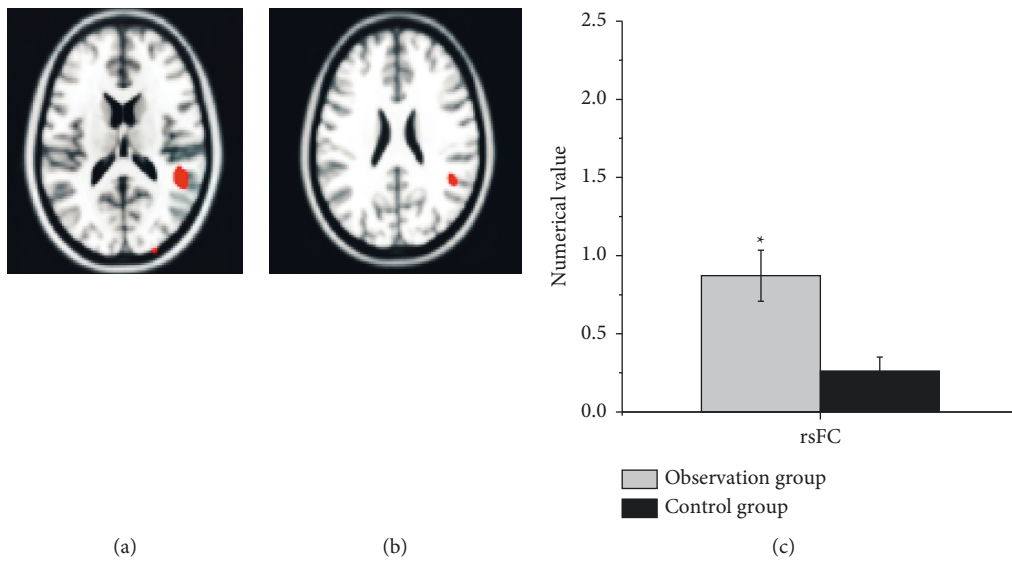 2.5
2.0
1.5
1.0
0.5
0.0
Numerical value
*
rsFC
Observation group
Control group
(a)
(b)
(c)